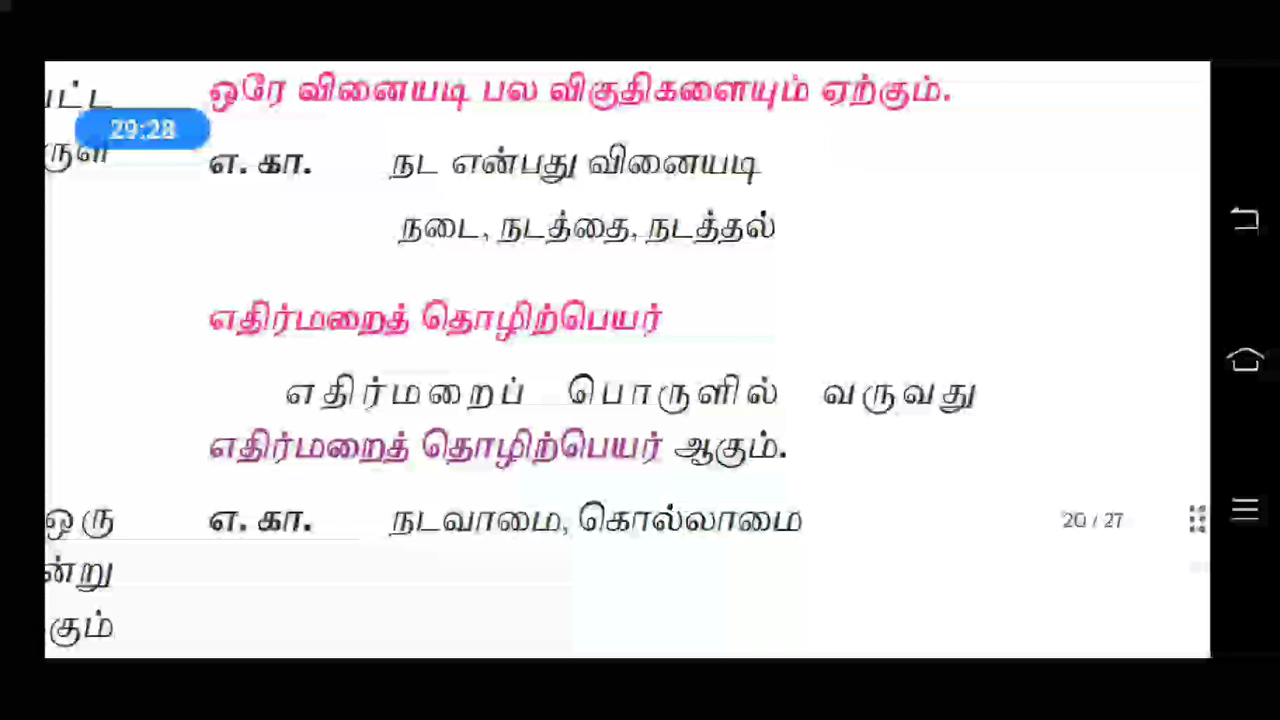 ஒரே வினையடி பல விகுதிகளையும் ஏற்கும்.
29:28
எ. கா. நட என்பது வினையடி
நடை, நடத்தை, நடத்தல்
எதிர்மறைத் தொழிற்பெயர்
எதிர்மறைப் பொருளில் வருவது
எதிர்மறைத் தொழிற்பெயர் ஆகும்.
ஒரு
எ. கா. நடவாமை, கொல்லாமை
20 / 27
ன்று
கும்